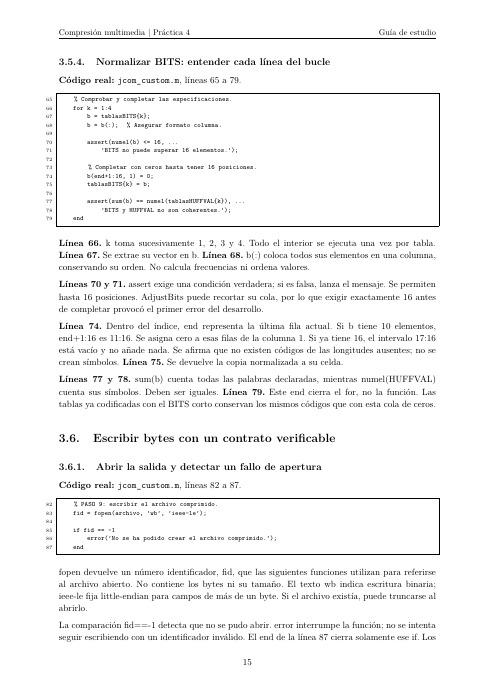 Compresión multimedia | Práctica 4 Guía de estudio
3.5.4. Normalizar BITS: entender cada línea del bucle
Código real: jcom_custom.m, líneas 65 a 79.
65 % Comprobar y completar las especificaciones.
66 for k = 1:4
67 b = tablasBITS{k};
68 b = b(:); % Asegurar formato columna.
69
70 assert(numel(b) <= 16, ...
71 'BITS no puede superar 16 elementos.');
72
73 % Completar con ceros hasta tener 16 posiciones.
74 b(end+1:16, 1) = 0;
75 tablasBITS{k} = b;
76
77 assert(sum(b) == numel(tablasHUFFVAL{k}), ...
78 'BITS y HUFFVAL no son coherentes.');
79 end
Línea 66. k toma sucesivamente 1, 2, 3 y 4. Todo el interior se ejecuta una vez por tabla.
Línea 67. Se extrae su vector en b. Línea 68. b(:) coloca todos sus elementos en una columna,
conservando su orden. No calcula frecuencias ni ordena valores.
Líneas 70 y 71. assert exige una condición verdadera; si es falsa, lanza el mensaje. Se permiten
hasta 16 posiciones. AdjustBits puede recortar su cola, por lo que exigir exactamente 16 antes
de completar provocó el primer error del desarrollo.
Línea 74. Dentro del índice, end representa la última fila actual. Si b tiene 10 elementos,
end+1:16 es 11:16. Se asigna cero a esas filas de la columna 1. Si ya tiene 16, el intervalo 17:16
está vacío y no añade nada. Se afirma que no existen códigos de las longitudes ausentes; no se
crean símbolos. Línea 75. Se devuelve la copia normalizada a su celda.
Líneas 77 y 78. sum(b) cuenta todas las palabras declaradas, mientras numel(HUFFVAL)
cuenta sus símbolos. Deben ser iguales. Línea 79. Este end cierra el for, no la función. Las
tablas ya codificadas con el BITS corto conservan los mismos códigos que con esta cola de ceros.
3.6. Escribir bytes con un contrato verificable
3.6.1. Abrir la salida y detectar un fallo de apertura
Código real: jcom_custom.m, líneas 82 a 87.
82 % PASO 9: escribir el archivo comprimido.
83 fid = fopen(archivo, 'wb', 'ieee-le');
84
85 if fid == -1
86 error('No se ha podido crear el archivo comprimido.');
87 end
fopen devuelve un número identificador, fid, que las siguientes funciones utilizan para referirse
al archivo abierto. No contiene los bytes ni su tamaño. El texto wb indica escritura binaria;
ieee-le fija little-endian para campos de más de un byte. Si el archivo existía, puede truncarse al
abrirlo.
La comparación fid==-1 detecta que no se pudo abrir. error interrumpe la función; no se intenta
seguir escribiendo con un identificador inválido. El end de la línea 87 cierra solamente ese if. Los
15